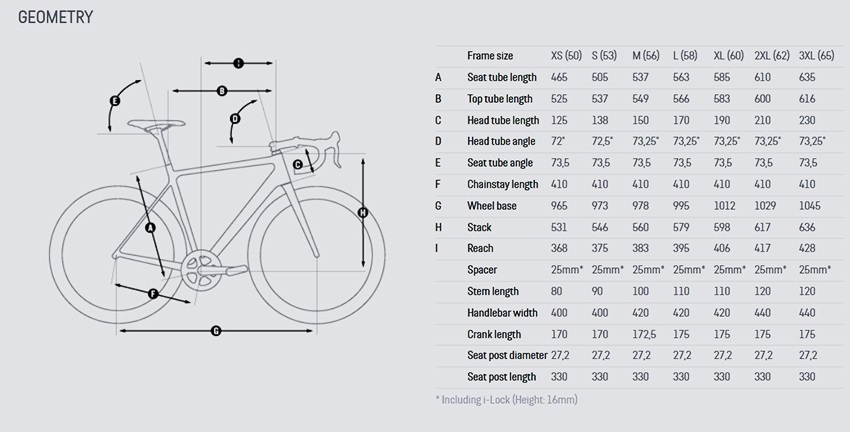 GEOMETRY
I
B
E
D
C
H
A
F
G
Frame size XS (50) S (53) M (56) L (58) XL (60) 2XL (62) 3XL (65)
A Seat tube length 465 505 537 563 585 610 635
B Top tube length 525 537 549 566 583 600 616
C Head tube length 125 138 150 170 190 210 230
D Head tube angle 72° 72,5° 73,25° 73,25° 73,25° 73,25° 73,25°
E Seat tube angle 73,5 73,5 73,5 73,5 73,5 73,5 73,5
F Chainstay length 410 410 410 410 410 410 410
G Wheel base 965 973 978 995 1012 1029 1045
H Stack 531 546 560 579 598 617 636
I Reach 368 375 383 395 406 417 428
Spacer 25mm* 25mm* 25mm* 25mm* 25mm* 25mm* 25mm*
Stem length 80 90 100 110 110 120 120
Handlebar width 400 400 420 420 420 440 440
Crank length 170 170 172,5 175 175 175 175
Seat post diameter 27,2 27,2 27,2 27,2 27,2 27,2 27,2
Seat post length 330 330 330 330 330 330 330
* Including i-Lock (Height: 16mm)